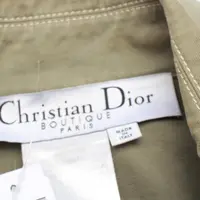 Christian Dior
BOUTIQUE
PARIS
MADE IN
ITALY